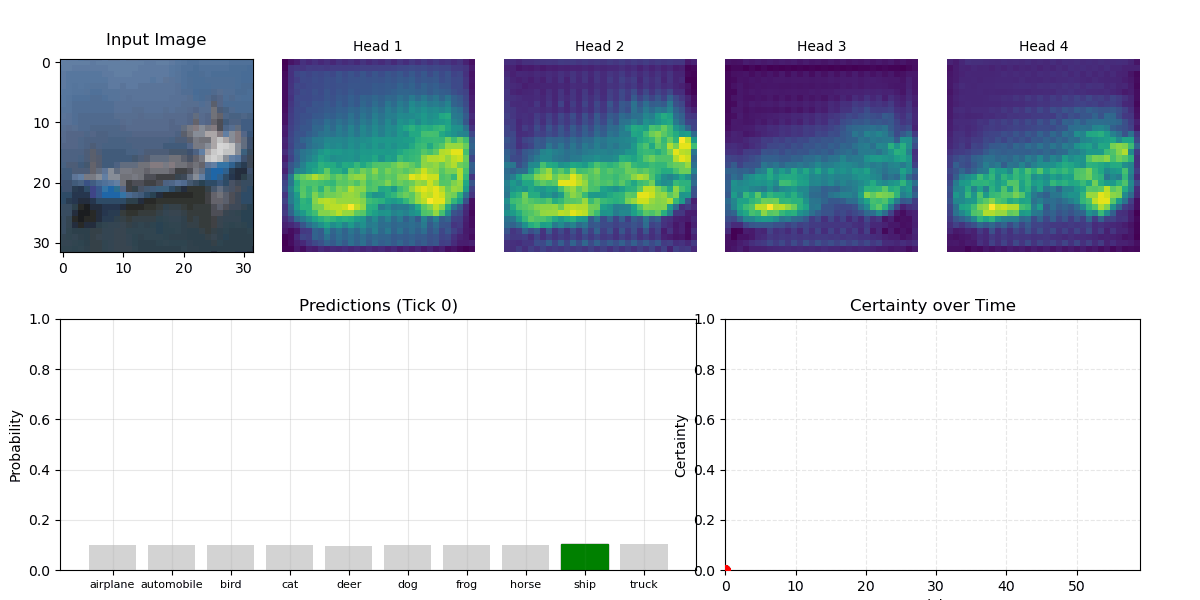 Input Image
Head 1
Head 2
Head 3
Head 4
0
10
20
30
0 10 20 30
Predictions (Tick 0)
Certainty over Time
1.0
0.8
0.6
0.4
0.2
0.0
Probability
airplane automobile bird cat deer dog frog horse ship truck
1.0
0.8
0.6
0.4
0.2
0.0
Certainty
0 10 20 30 40 50